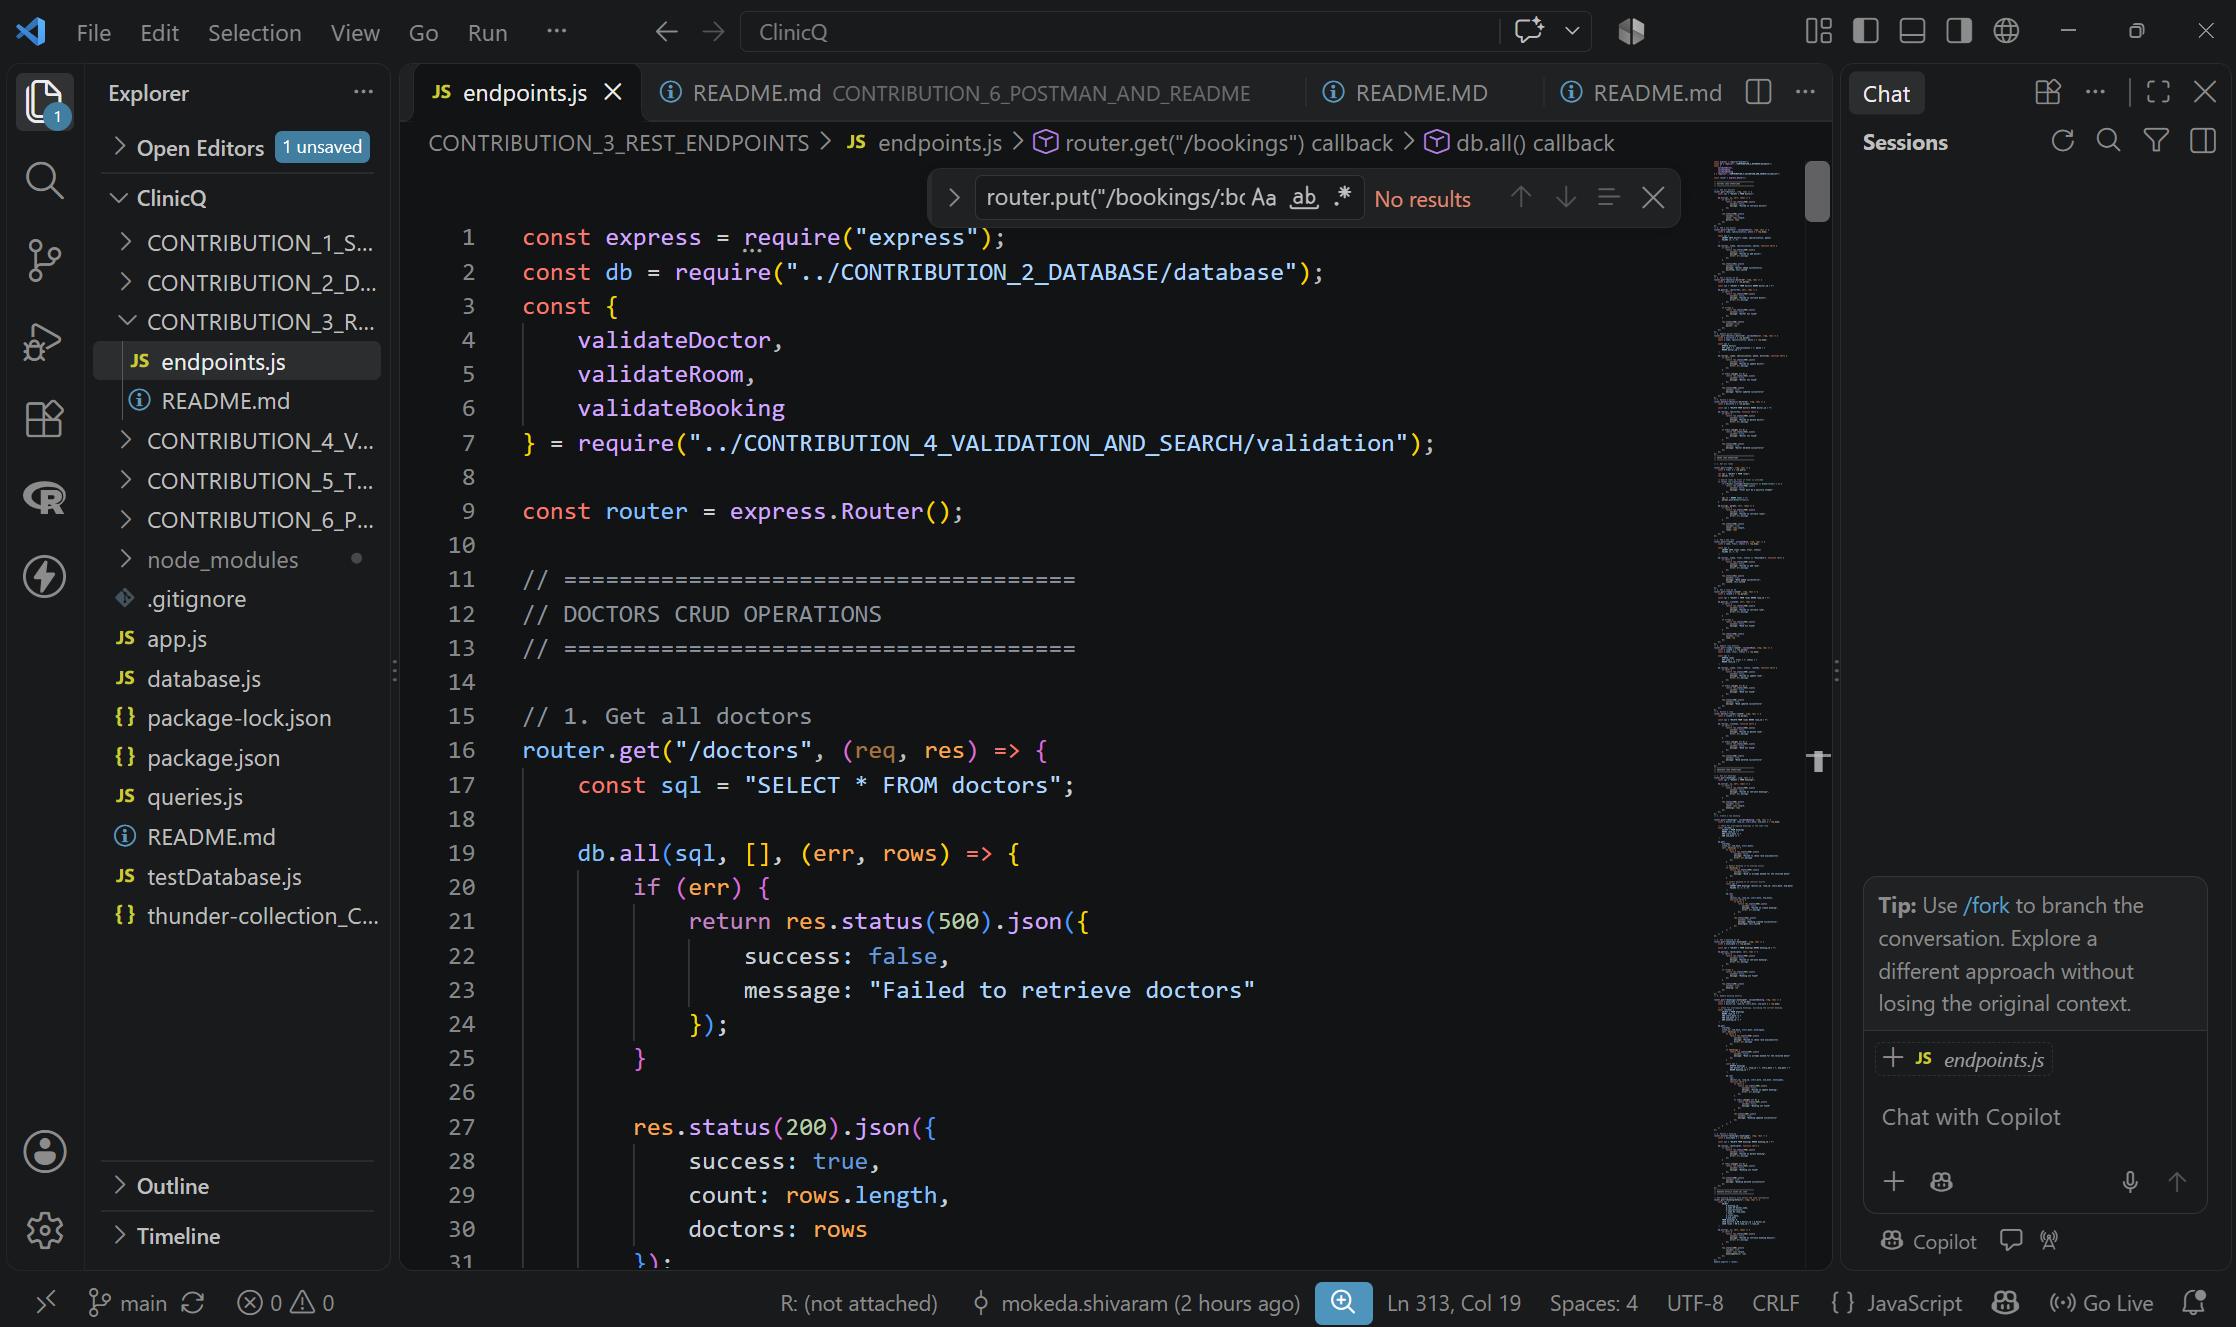 File Edit Selection View Go Run ··· ClinicQ
Explorer ···
1
Open Editors 1 unsaved
ClinicQ
CONTRIBUTION_1_S...
CONTRIBUTION_2_D...
CONTRIBUTION_3_R...
JS endpoints.js
README.md
CONTRIBUTION_4_V...
CONTRIBUTION_5_T...
CONTRIBUTION_6_P...
node_modules
.gitignore
JS app.js
JS database.js
{} package-lock.json
{} package.json
JS queries.js
README.md
JS testDatabase.js
{} thunder-collection_C...
Outline
Timeline
JS endpoints.js README.md CONTRIBUTION_6_POSTMAN_AND_README README.MD README.md ···
CONTRIBUTION_3_REST_ENDPOINTS > JS endpoints.js > router.get("/bookings") callback > db.all() callback
router.put("/bookings/:bc Aa ab .* No results
1 const express = require("express");
2 const db = require("../CONTRIBUTION_2_DATABASE/database");
3 const {
4     validateDoctor,
5     validateRoom,
6     validateBooking
7 } = require("../CONTRIBUTION_4_VALIDATION_AND_SEARCH/validation");
8
9 const router = express.Router();
10
11 // =====================================
12 // DOCTORS CRUD OPERATIONS
13 // =====================================
14
15 // 1. Get all doctors
16 router.get("/doctors", (req, res) => {
17     const sql = "SELECT * FROM doctors";
18
19     db.all(sql, [], (err, rows) => {
20         if (err) {
21             return res.status(500).json({
22                 success: false,
23                 message: "Failed to retrieve doctors"
24             });
25         }
26
27         res.status(200).json({
28             success: true,
29             count: rows.length,
30             doctors: rows
31         });
Chat ···
Sessions
Tip: Use /fork to branch the
conversation. Explore a
different approach without
losing the original context.
JS endpoints.js
Chat with Copilot
Copilot
main 0 0 R: (not attached) mokeda.shivaram (2 hours ago) Ln 313, Col 19 Spaces: 4 UTF-8 CRLF {} JavaScript Go Live